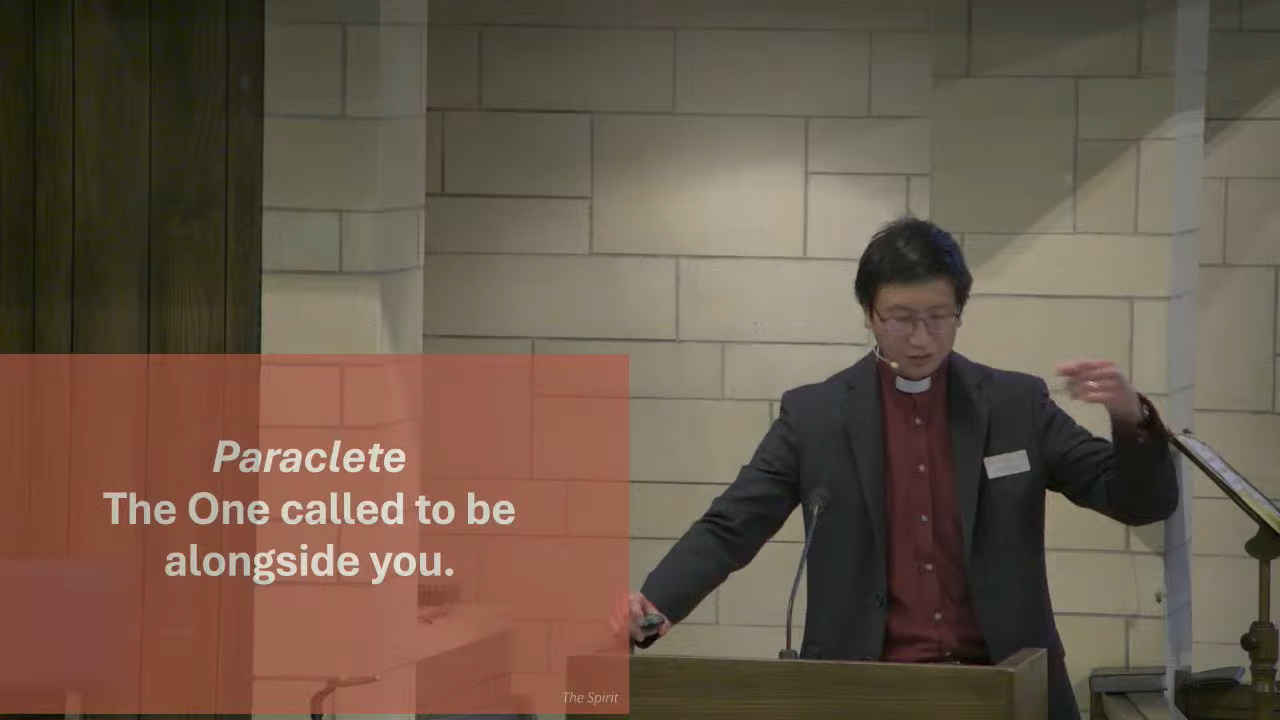 Paraclete
The One called to be
alongside you.
The Spirit